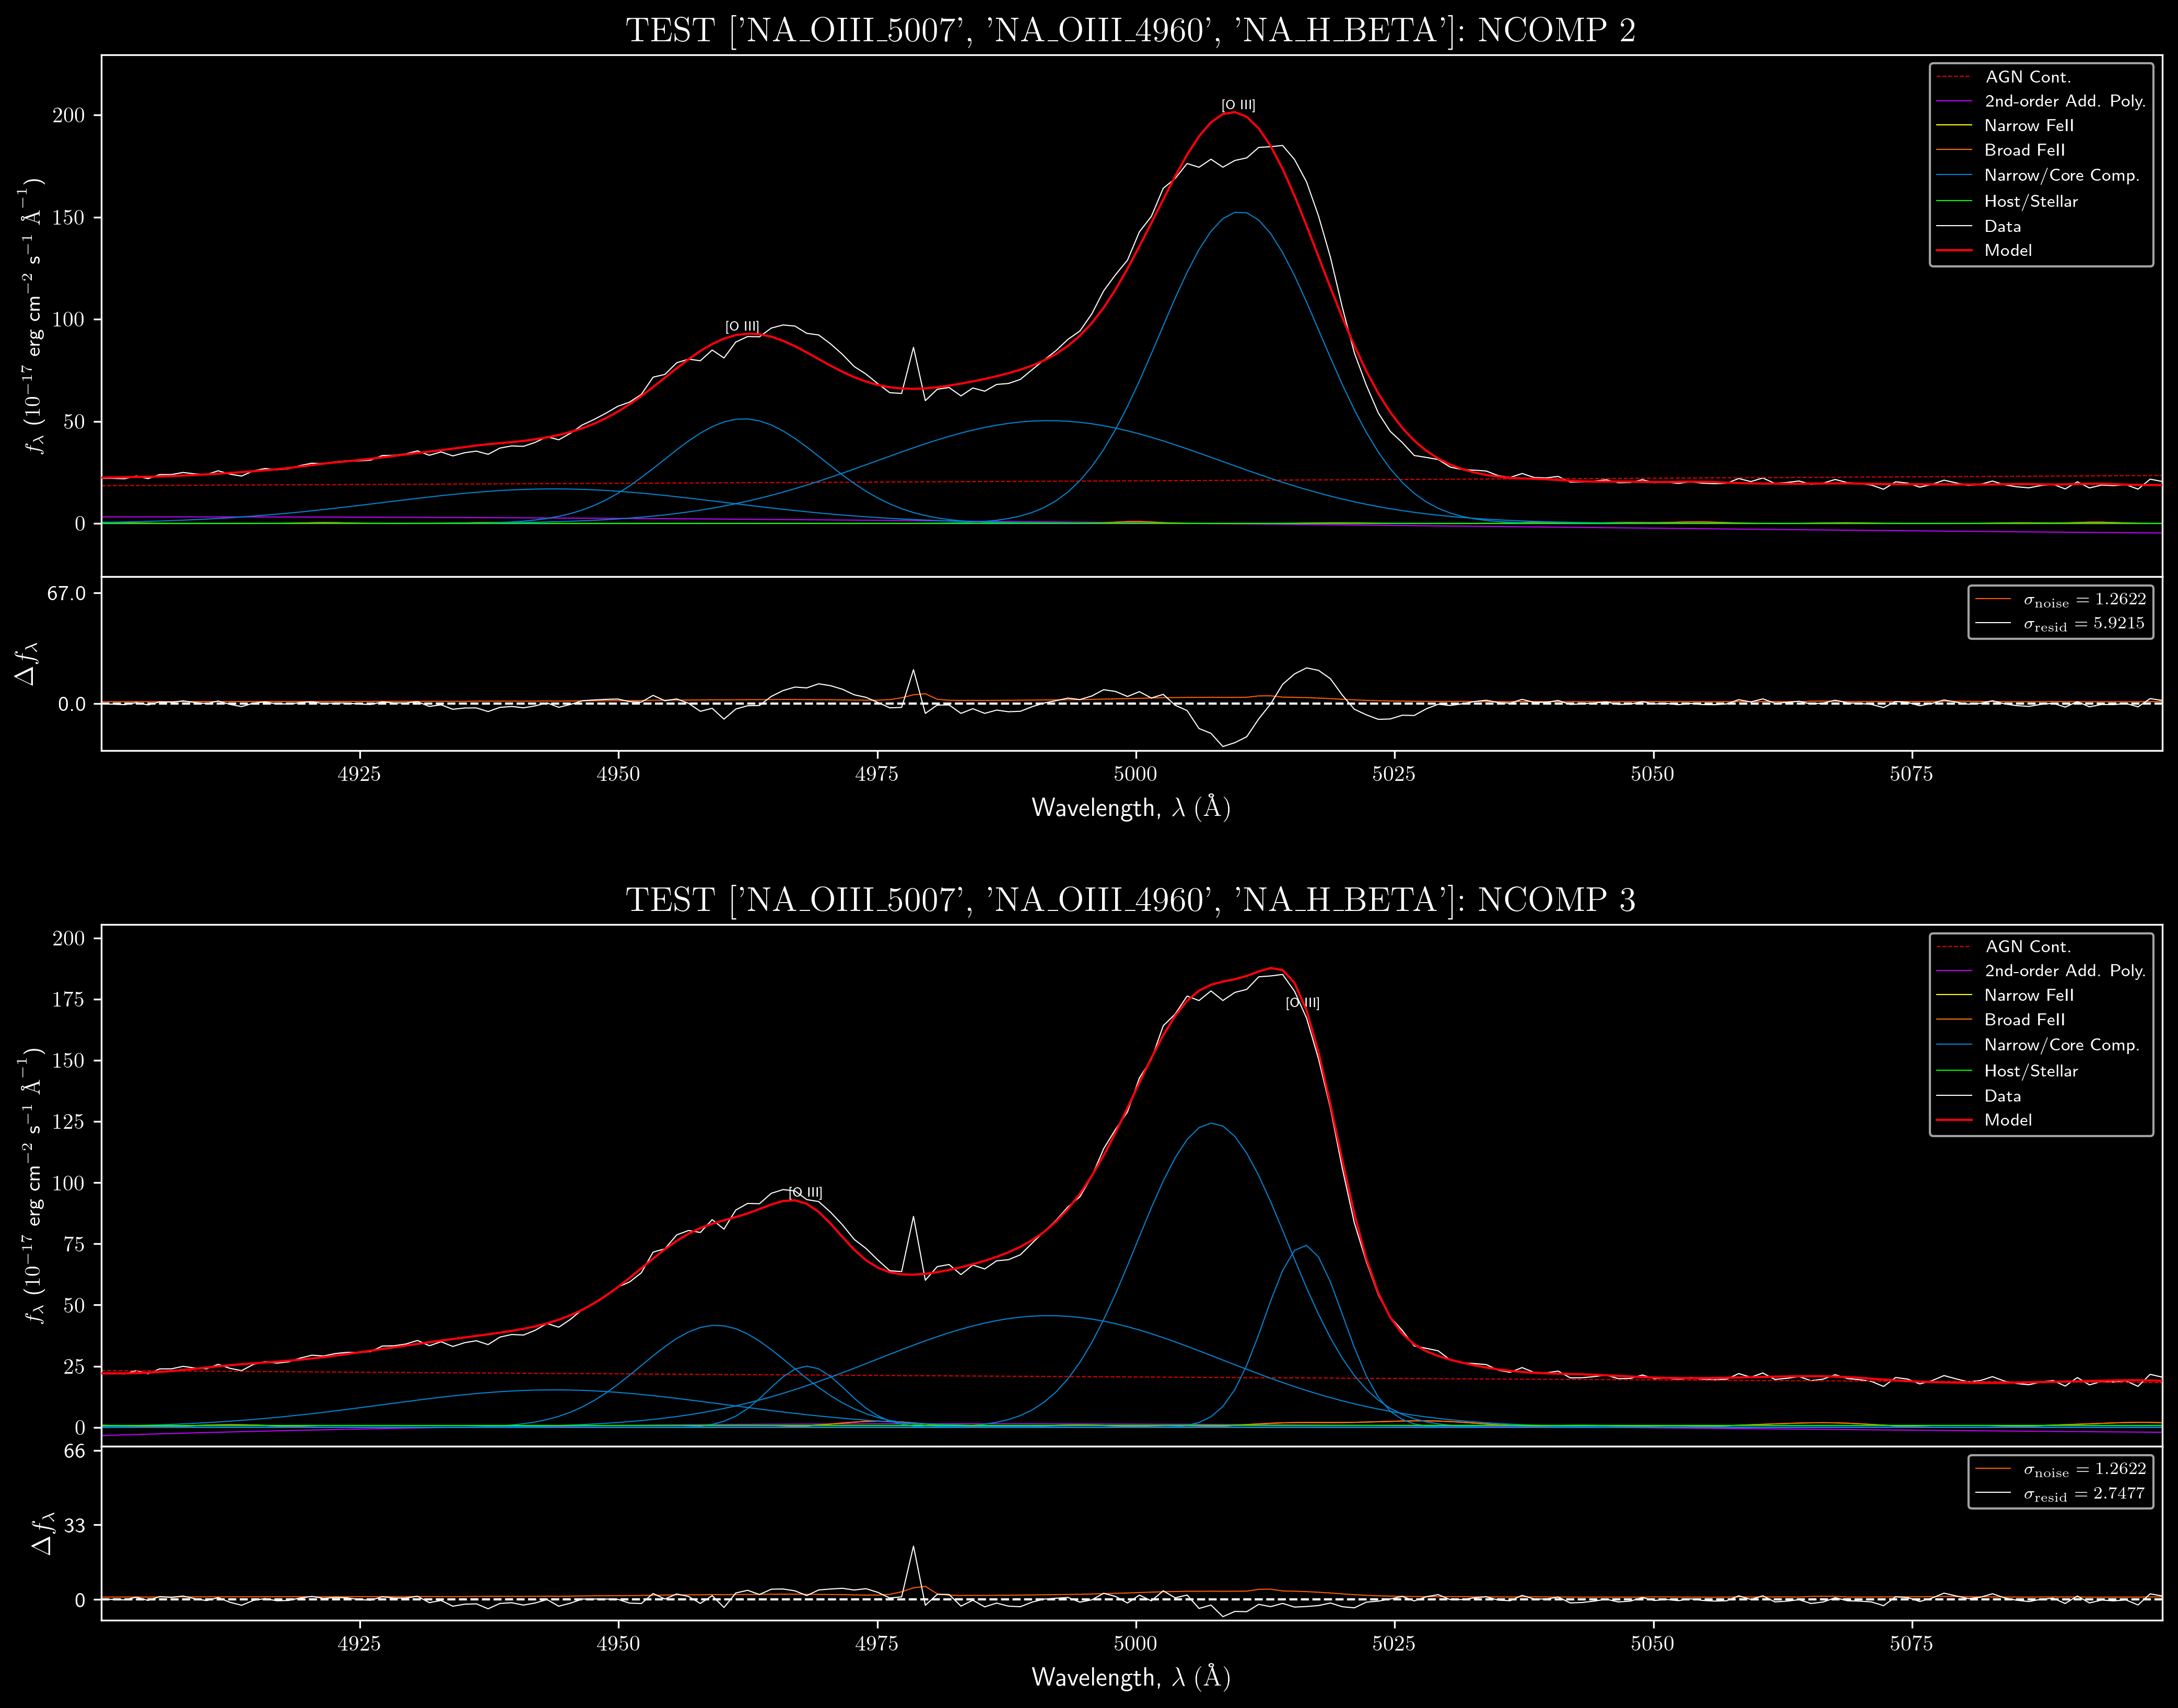 TEST ['NA_OIII_5007', 'NA_OIII_4960', 'NA_H_BETA']: NCOMP 2
AGN Cont.
2nd-order Add. Poly.
Narrow FeII
Broad FeII
Narrow/Core Comp.
Host/Stellar
Data
Model
[O III]
[O III]
200
150
100
50
0
f_λ (10^−17 erg cm^−2 s^−1 Å^−1)
σ_noise = 1.2622
σ_resid = 5.9215
67.0
0.0
Δf_λ
4925 4950 4975 5000 5025 5050 5075
Wavelength, λ (Å)
TEST ['NA_OIII_5007', 'NA_OIII_4960', 'NA_H_BETA']: NCOMP 3
AGN Cont.
2nd-order Add. Poly.
Narrow FeII
Broad FeII
Narrow/Core Comp.
Host/Stellar
Data
Model
[O III]
[O III]
200
175
150
125
100
75
50
25
0
f_λ (10^−17 erg cm^−2 s^−1 Å^−1)
σ_noise = 1.2622
σ_resid = 2.7477
66
33
0
Δf_λ
4925 4950 4975 5000 5025 5050 5075
Wavelength, λ (Å)